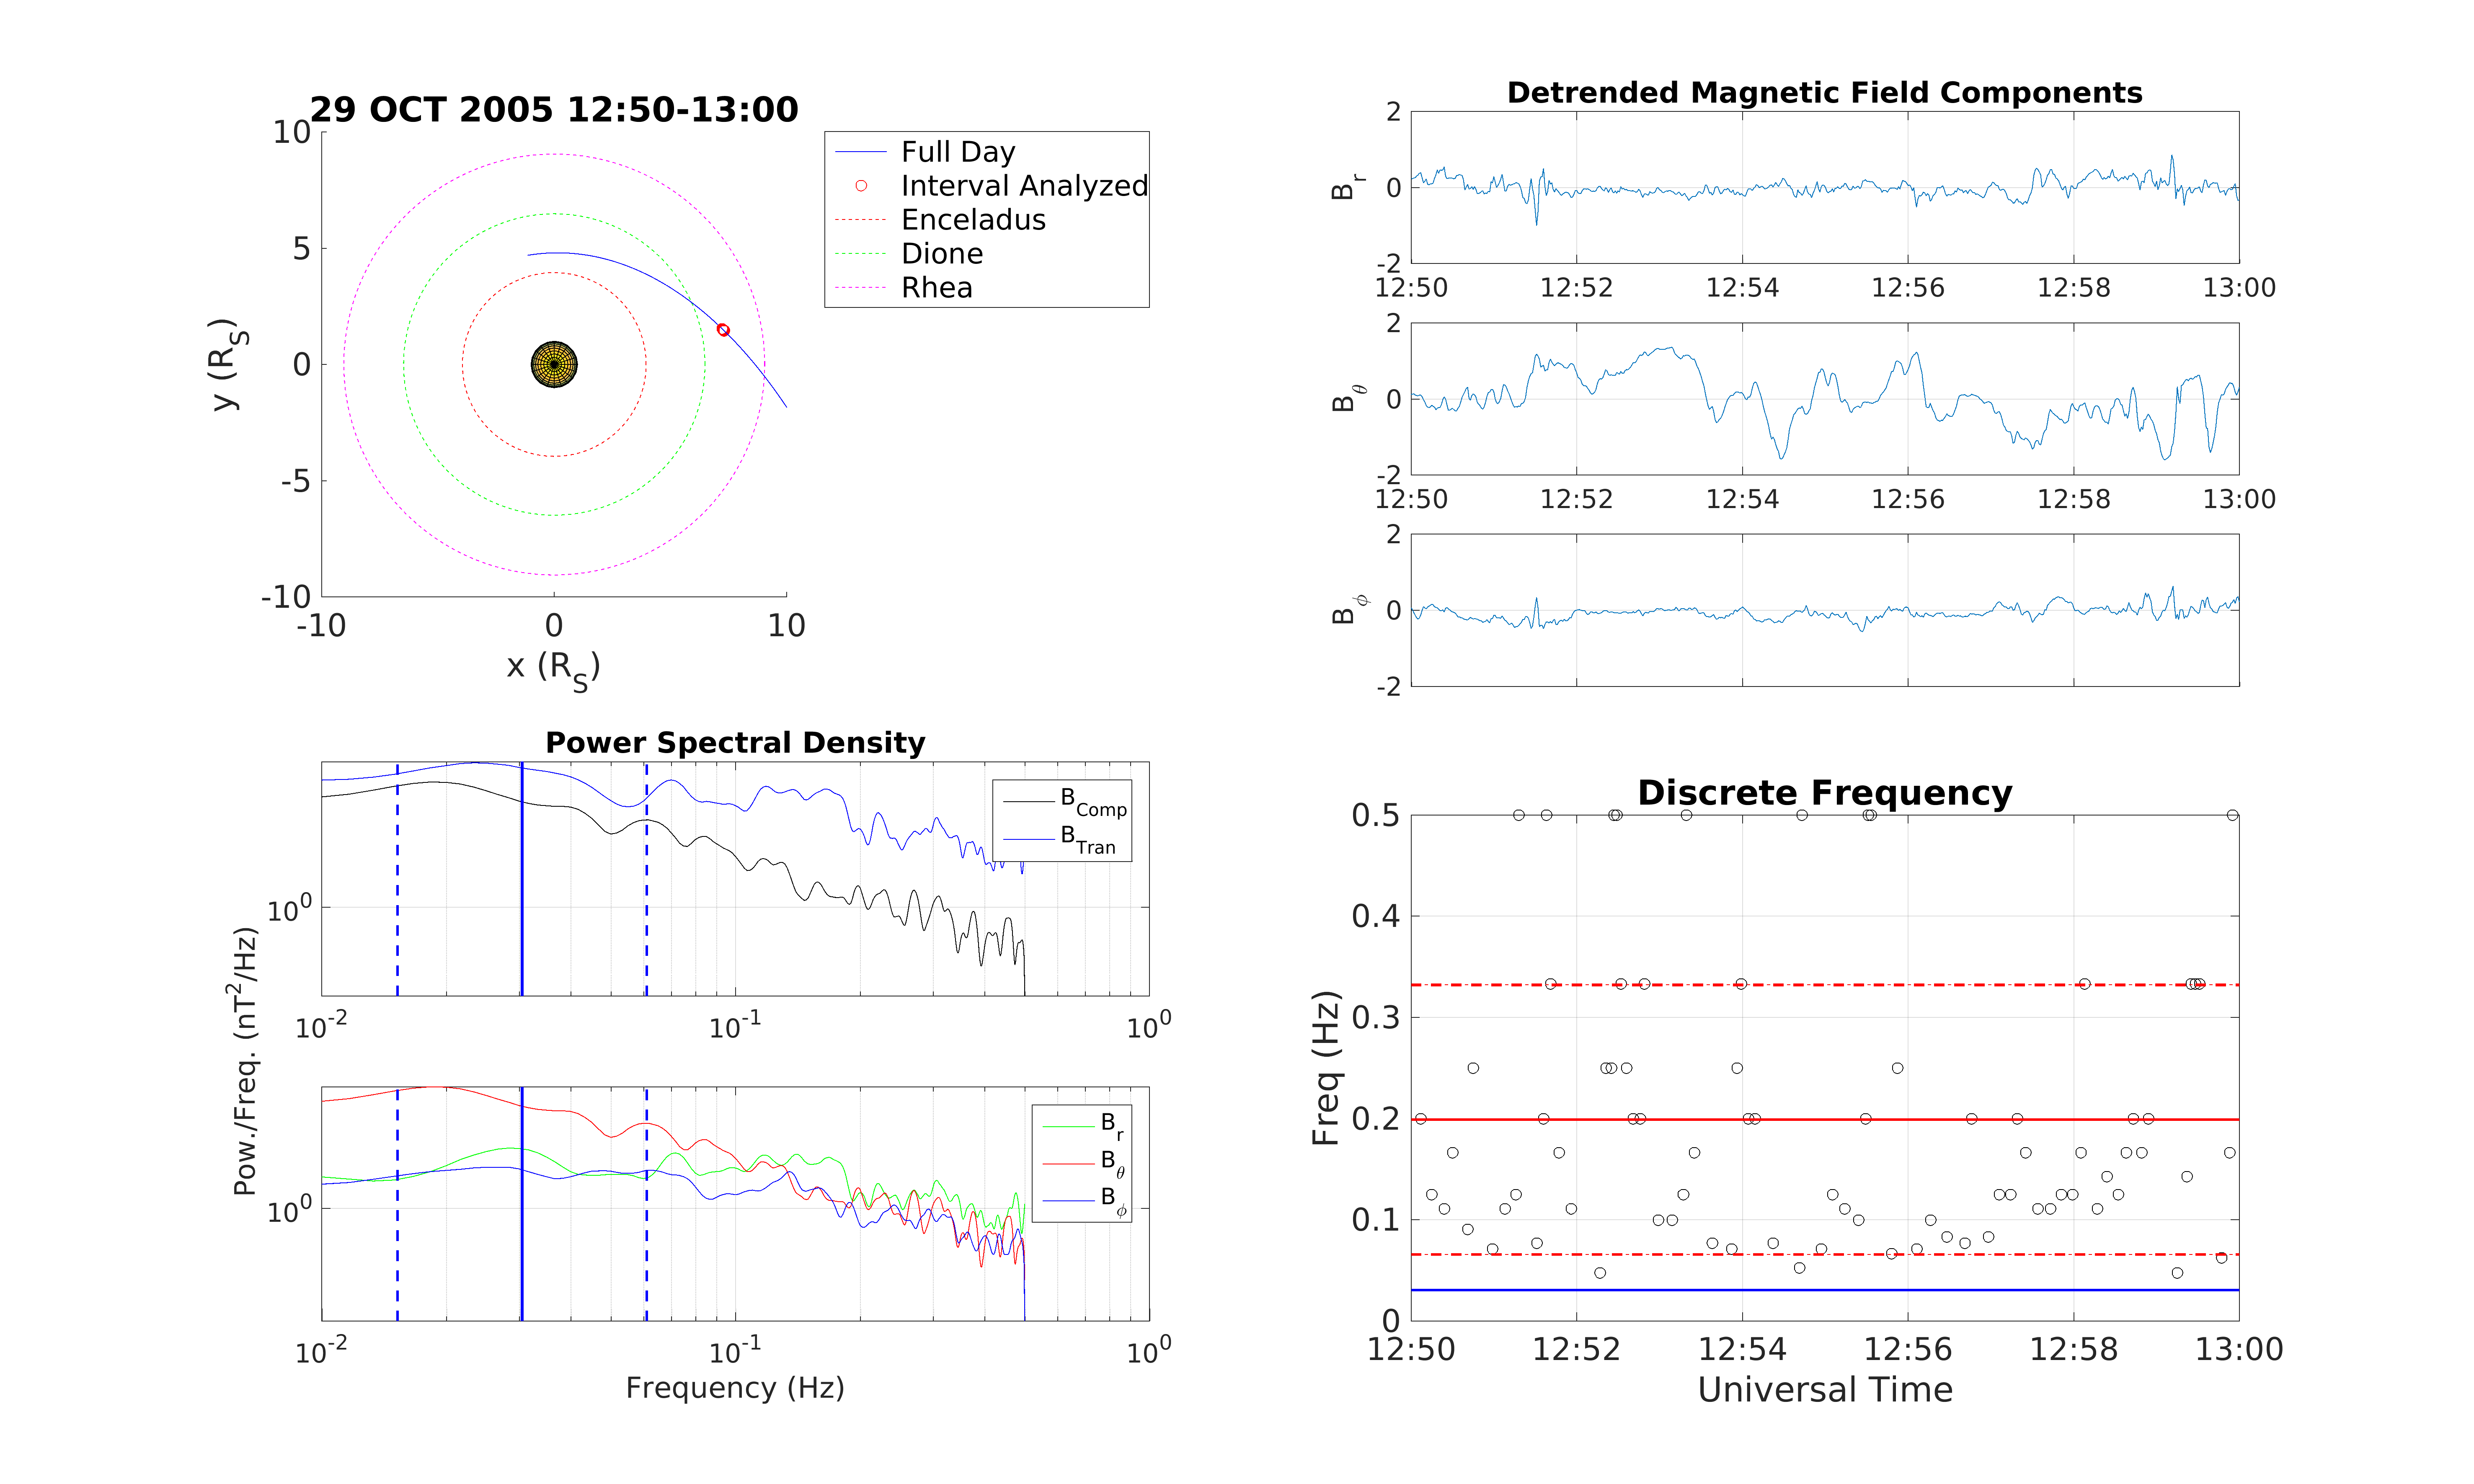 29 OCT 2005 12:50-13:00
10
5
0
-5
-10
-10 0 10
y (R_S)
x (R_S)
Full Day
Interval Analyzed
Enceladus
Dione
Rhea
Detrended Magnetic Field Components
2
0
-2
B_r
12:50 12:52 12:54 12:56 12:58 13:00
2
0
-2
B_θ
12:50 12:52 12:54 12:56 12:58 13:00
2
0
-2
B_ϕ
Power Spectral Density
10^0
10^-2 10^-1 10^0
B_Comp
B_Tran
Pow./Freq. (nT^2/Hz)
10^0
10^-2 10^-1 10^0
B_r
B_θ
B_ϕ
Frequency (Hz)
Discrete Frequency
0.5
0.4
0.3
0.2
0.1
0
Freq (Hz)
12:50 12:52 12:54 12:56 12:58 13:00
Universal Time